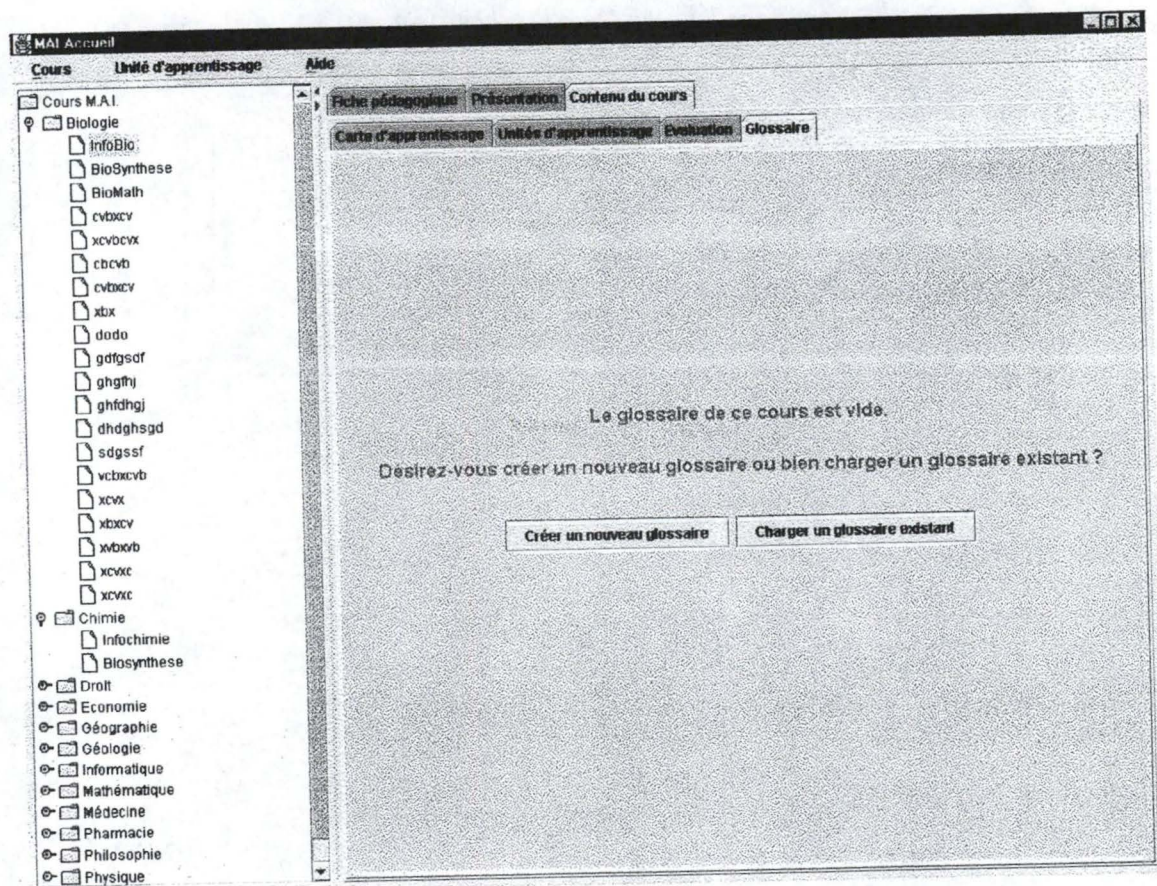 MAI Accueil
Cours Unité d'apprentissage Aide
Cours M.A.I.
Biologie
InfoBio
BioSynthese
BioMath
cvbxcv
xcvbcvx
cbcvb
cvbxcv
xbx
dodo
gdfgsdf
ghgfhj
ghfdhgj
dhdghsgd
sdgssf
vcbxcvb
xcvx
xbxcv
xvbxvb
xcvxc
xcvxc
Chimie
Infochimie
Biosynthese
Droit
Economie
Géographie
Géologie
Informatique
Mathématique
Médecine
Pharmacie
Philosophie
Physique
Fiche pédagogique Présentation Contenu du cours
Carte d'apprentissage Unités d'apprentissage Evaluation Glossaire
Le glossaire de ce cours est vide.
Désirez-vous créer un nouveau glossaire ou bien charger un glossaire existant ?
Créer un nouveau glossaire Charger un glossaire existant